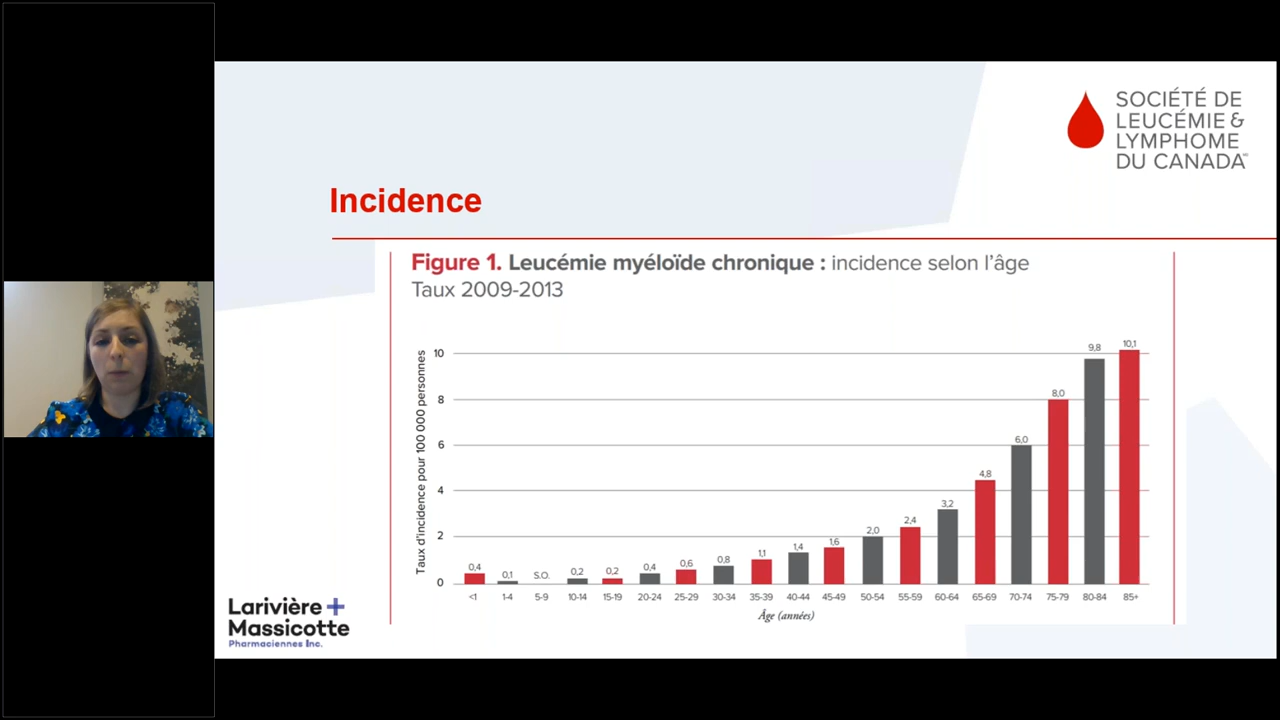 SOCIÉTÉ DE
LEUCÉMIE &
LYMPHOME
DU CANADA
Incidence
Figure 1. Leucémie myéloïde chronique : incidence selon l'âge
Taux 2009-2013
Taux d'incidence pour 100 000 personnes
10
8
6
4
2
0
0,4
0,1
S.O.
0,2
0,2
0,4
0,6
0,8
1,1
1,4
1,6
2,0
2,4
3,2
4,8
6,0
8,0
9,8
10,1
<1 1-4 5-9 10-14 15-19 20-24 25-29 30-34 35-39 40-44 45-49 50-54 55-59 60-64 65-69 70-74 75-79 80-84 85+
Âge (années)
Larivière +
Massicotte
Pharmaciennes inc.